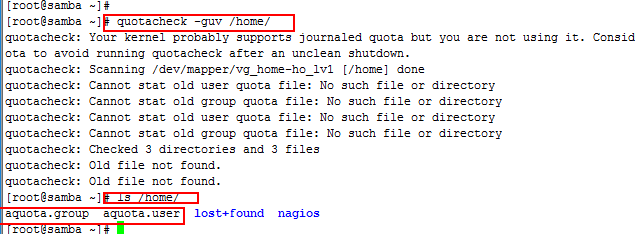 [root@samba ~]#
[root@samba ~]# quotacheck -guv /home/
quotacheck: Your kernel probably supports journaled quota but you are not using it. Consid
ota to avoid running quotacheck after an unclean shutdown.
quotacheck: Scanning /dev/mapper/vg_home-ho_lv1 [/home] done
quotacheck: Cannot stat old user quota file: No such file or directory
quotacheck: Cannot stat old group quota file: No such file or directory
quotacheck: Cannot stat old user quota file: No such file or directory
quotacheck: Cannot stat old group quota file: No such file or directory
quotacheck: Checked 3 directories and 3 files
quotacheck: Old file not found.
quotacheck: Old file not found.
[root@samba ~]# ls /home/
aquota.group  aquota.user  lost+found  nagios
[root@samba ~]#